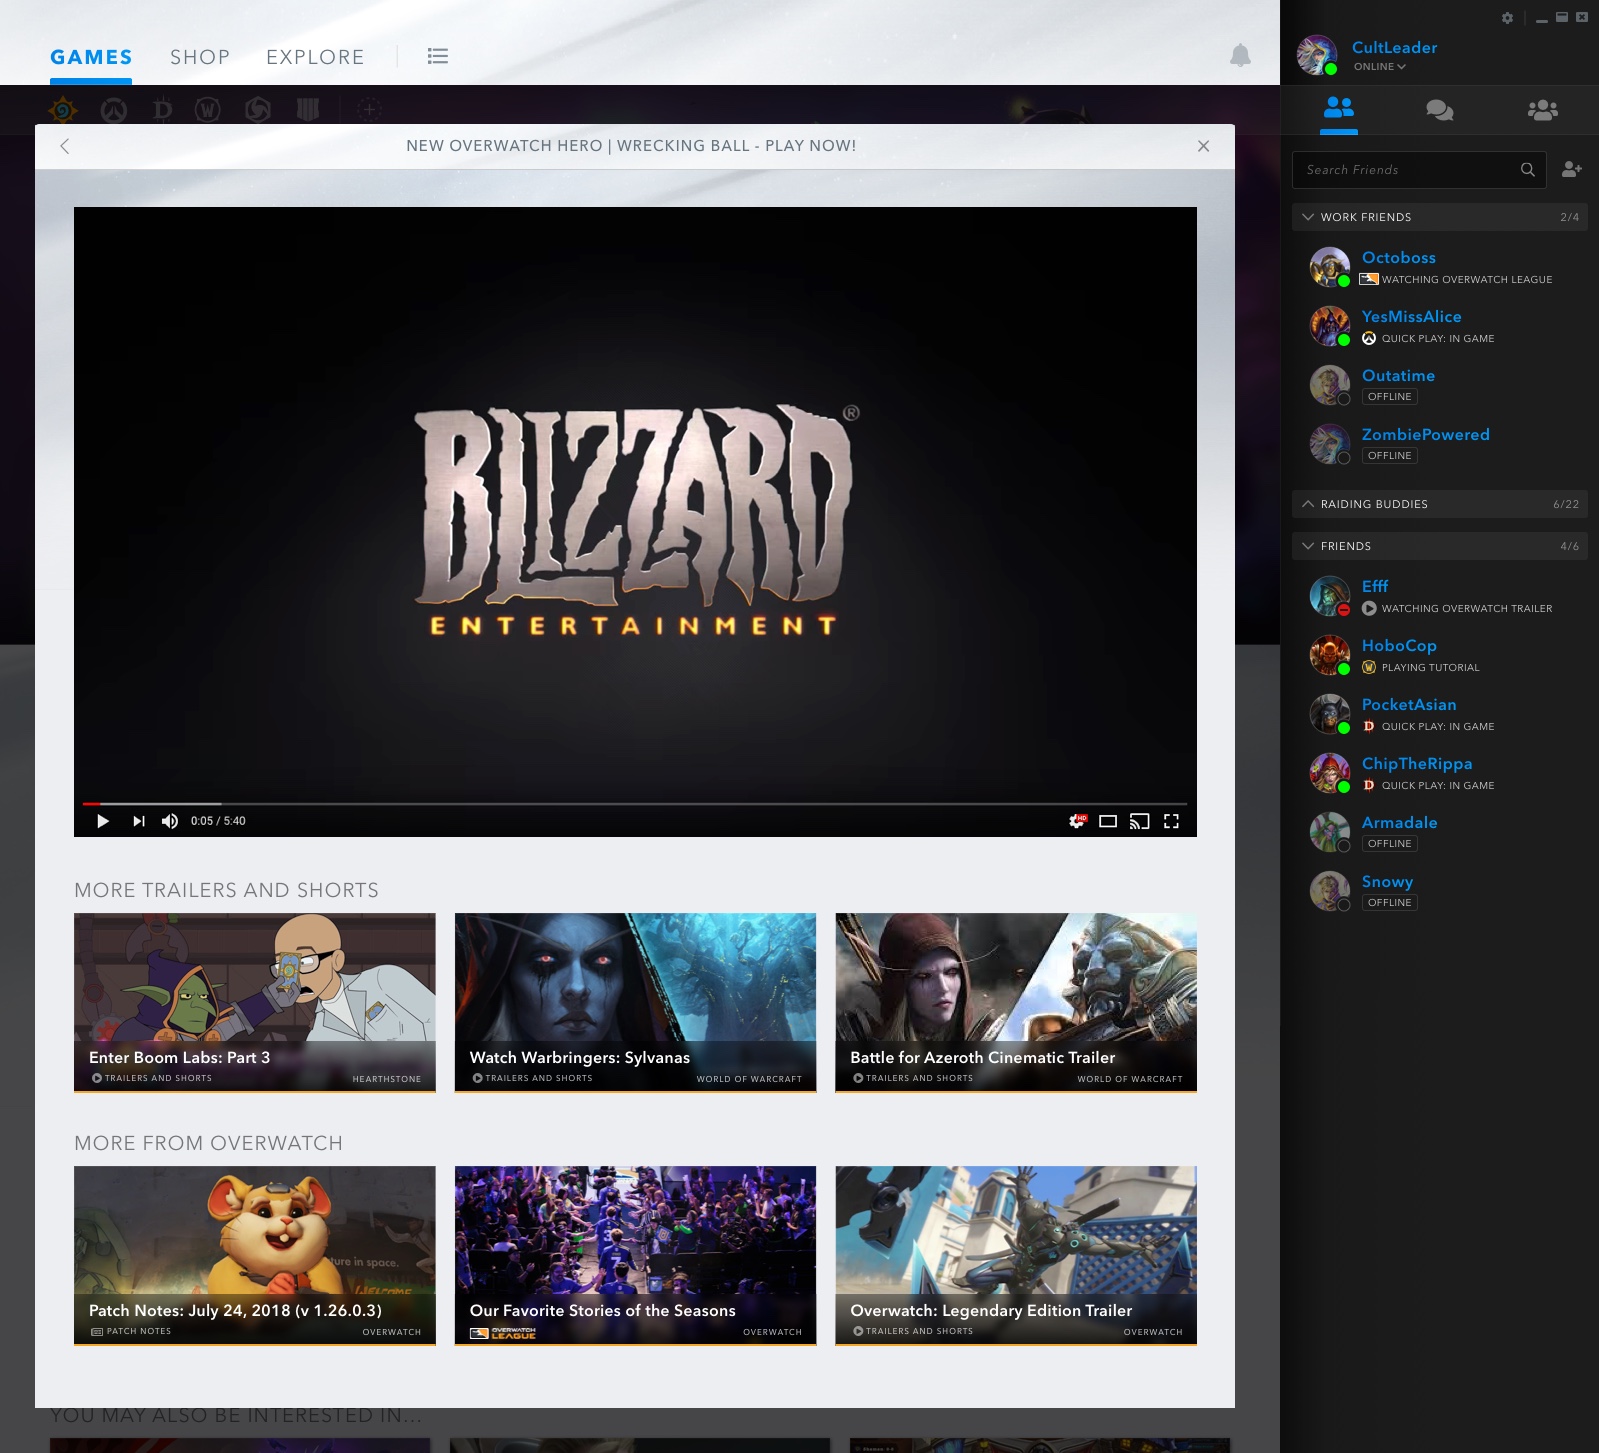 GAMES SHOP EXPLORE
CultLeader
ONLINE
NEW OVERWATCH HERO | WRECKING BALL - PLAY NOW!
BLIZZARD®
ENTERTAINMENT
HD
0:05 / 5:40
MORE TRAILERS AND SHORTS
Enter Boom Labs: Part 3
TRAILERS AND SHORTS HEARTHSTONE
Watch Warbringers: Sylvanas
TRAILERS AND SHORTS WORLD OF WARCRAFT
Battle for Azeroth Cinematic Trailer
TRAILERS AND SHORTS WORLD OF WARCRAFT
MORE FROM OVERWATCH
ture in space.
WELCOME
Patch Notes: July 24, 2018 (v 1.26.0.3)
PATCH NOTES OVERWATCH
Our Favorite Stories of the Seasons
OVERWATCH
LEAGUE
OVERWATCH
Overwatch: Legendary Edition Trailer
TRAILERS AND SHORTS OVERWATCH
YOU MAY ALSO BE INTERESTED IN...
Search Friends
WORK FRIENDS 2/4
Octoboss
WATCHING OVERWATCH LEAGUE
YesMissAlice
QUICK PLAY: IN GAME
Outatime
OFFLINE
ZombiePowered
OFFLINE
RAIDING BUDDIES 6/22
FRIENDS 4/6
Efff
WATCHING OVERWATCH TRAILER
HoboCop
PLAYING TUTORIAL
PocketAsian
QUICK PLAY: IN GAME
ChipTheRippa
QUICK PLAY: IN GAME
Armadale
OFFLINE
Snowy
OFFLINE